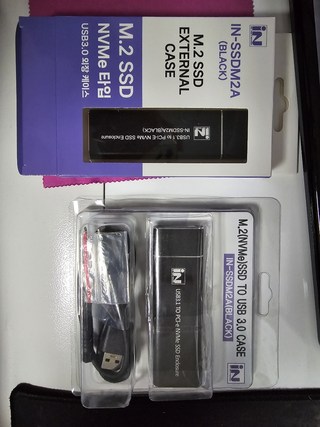 iN
IN-SSDM2A
(BLACK)
M.2 SSD
EXTERNAL
CASE
M.2 SSD
NVMe 타입
USB3.0 외장 케이스
iN
USB3.1 to PCI-E NVMe SSD Enclosure
IN-SSDM2A(BLACK)
M.2(NVMe)SSD TO USB 3.0 CASE
IN-SSDM2A(BLACK)
iN
iN
USB3.1 TO PCI-e NVMe SSD Enclosure